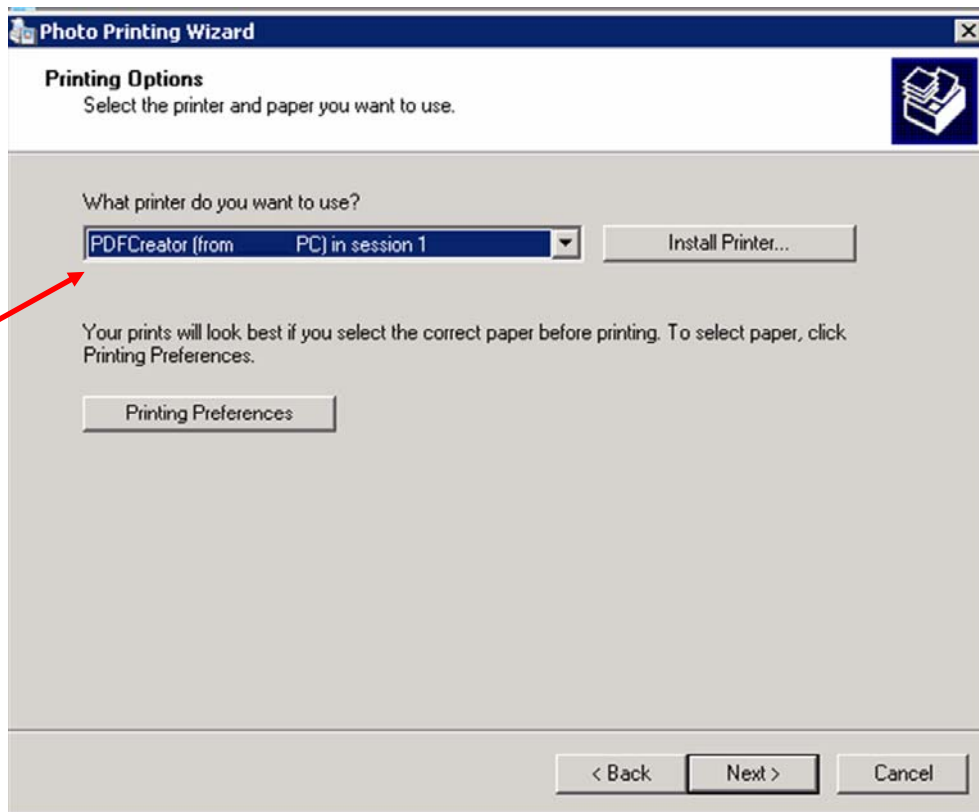 Photo Printing Wizard
Printing Options
Select the printer and paper you want to use.
What printer do you want to use?
PDFCreator (from PC) in session 1
Install Printer...
Your prints will look best if you select the correct paper before printing. To select paper, click
Printing Preferences.
Printing Preferences
< Back
Next >
Cancel